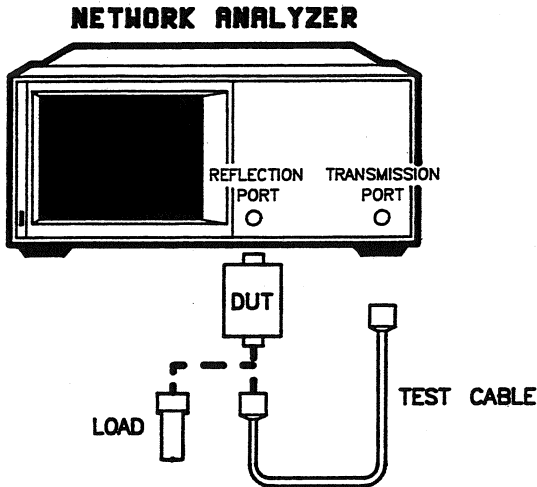 NETWORK ANALYZER
REFLECTION PORT
TRANSMISSION PORT
DUT
LOAD
TEST CABLE